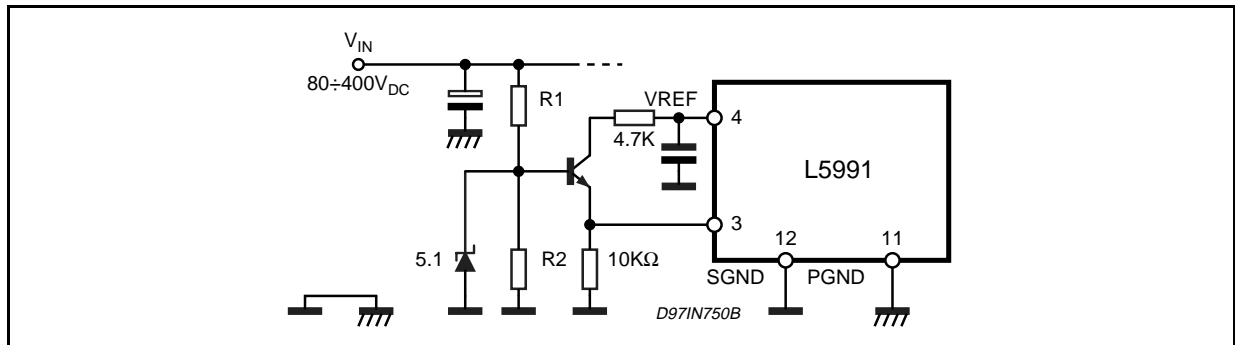 V_IN
80÷400V_DC
R1
VREF
4
4.7K
L5991
3
12
11
5.1
R2
10KΩ
SGND
PGND
D97IN750B